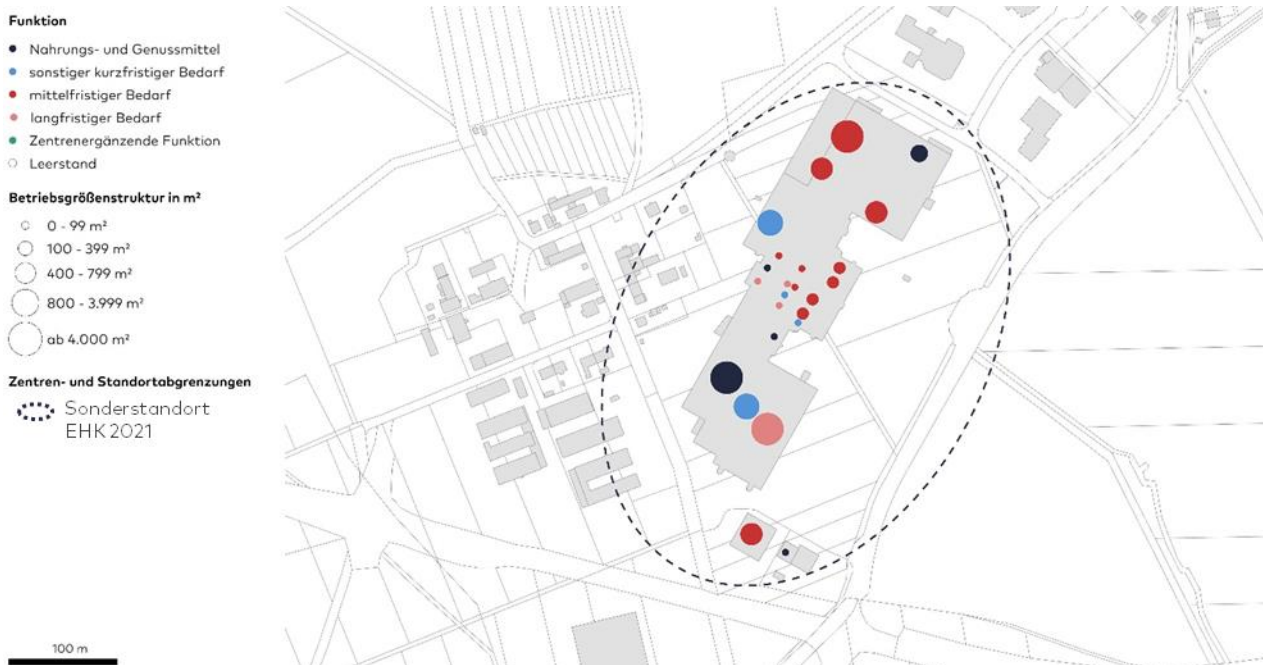 Funktion
Nahrungs- und Genussmittel
sonstiger kurzfristiger Bedarf
mittelfristiger Bedarf
langfristiger Bedarf
Zentrenergänzende Funktion
Leerstand
Betriebsgrößenstruktur in m²
0 - 99 m²
100 - 399 m²
400 - 799 m²
800 - 3.999 m²
ab 4.000 m²
Zentren- und Standortabgrenzungen
Sonderstandort
EHK 2021
100 m